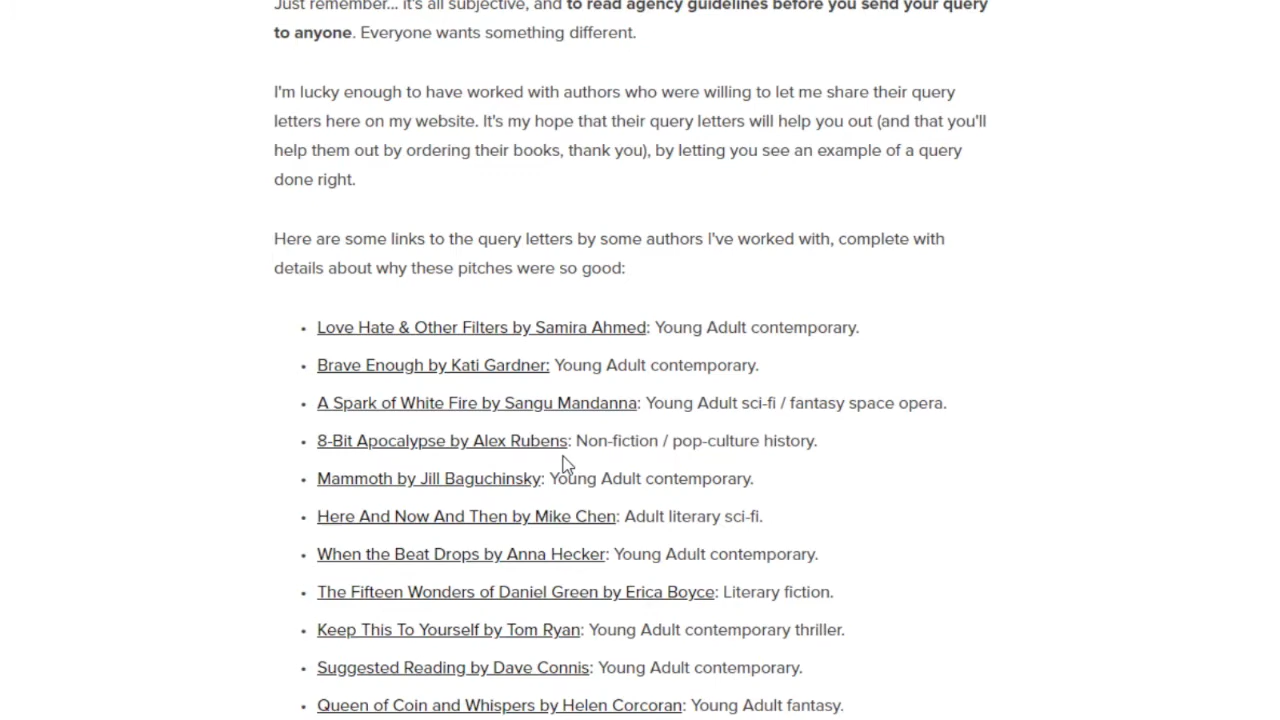 Just remember... it's all subjective, and to read agency guidelines before you send your query
to anyone. Everyone wants something different.
I'm lucky enough to have worked with authors who were willing to let me share their query
letters here on my website. It's my hope that their query letters will help you out (and that you'll
help them out by ordering their books, thank you), by letting you see an example of a query
done right.
Here are some links to the query letters by some authors I've worked with, complete with
details about why these pitches were so good:
• Love Hate & Other Filters by Samira Ahmed: Young Adult contemporary.
• Brave Enough by Kati Gardner: Young Adult contemporary.
• A Spark of White Fire by Sangu Mandanna: Young Adult sci-fi / fantasy space opera.
• 8-Bit Apocalypse by Alex Rubens: Non-fiction / pop-culture history.
• Mammoth by Jill Baguchinsky: Young Adult contemporary.
• Here And Now And Then by Mike Chen: Adult literary sci-fi.
• When the Beat Drops by Anna Hecker: Young Adult contemporary.
• The Fifteen Wonders of Daniel Green by Erica Boyce: Literary fiction.
• Keep This To Yourself by Tom Ryan: Young Adult contemporary thriller.
• Suggested Reading by Dave Connis: Young Adult contemporary.
• Queen of Coin and Whispers by Helen Corcoran: Young Adult fantasy.